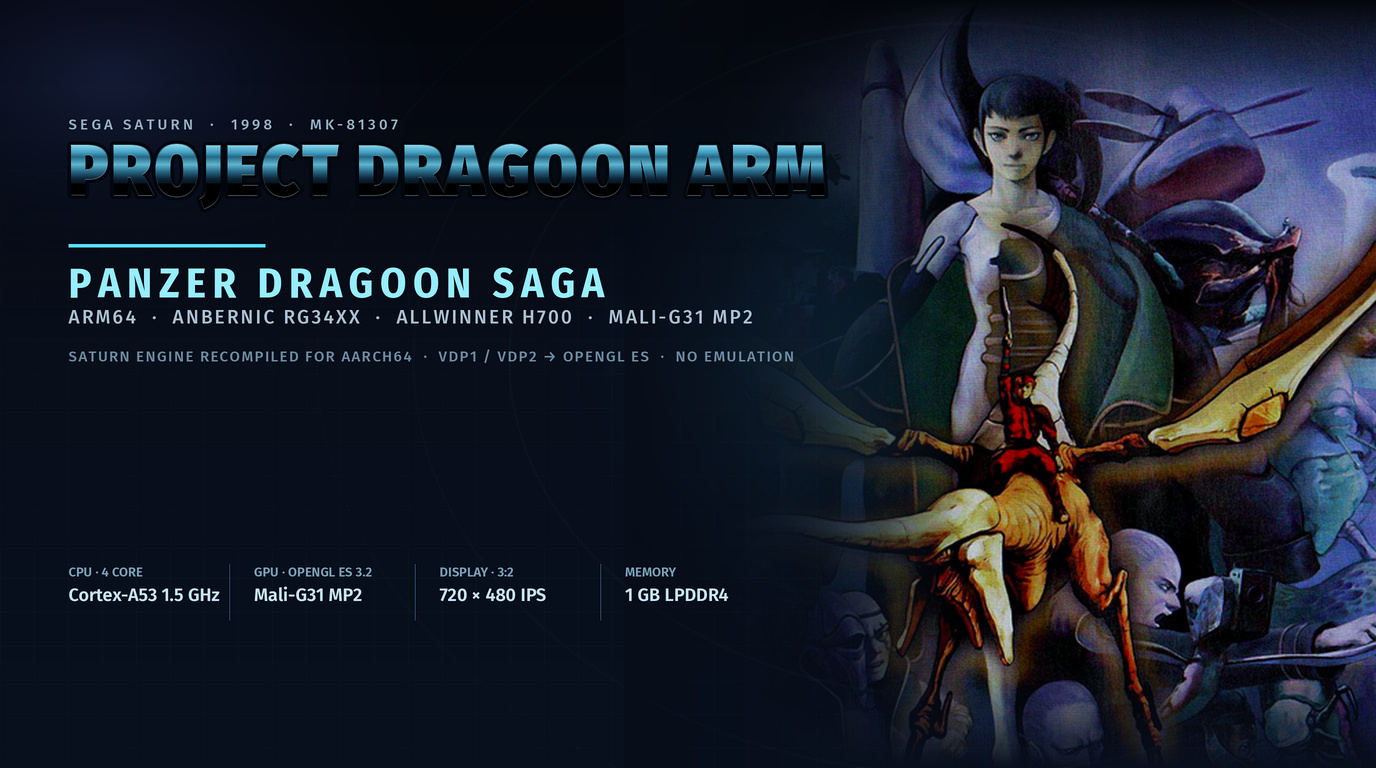 SEGA SATURN · 1998 · MK-81307
PROJECT DRAGOON ARM
PANZER DRAGOON SAGA
ARM64 · ANBERNIC RG34XX · ALLWINNER H700 · MALI-G31 MP2
SATURN ENGINE RECOMPILED FOR AARCH64 · VDP1 / VDP2 → OPENGL ES · NO EMULATION
CPU · 4 CORE
Cortex-A53 1.5 GHz
GPU · OPENGL ES 3.2
Mali-G31 MP2
DISPLAY · 3:2
720 × 480 IPS
MEMORY
1 GB LPDDR4